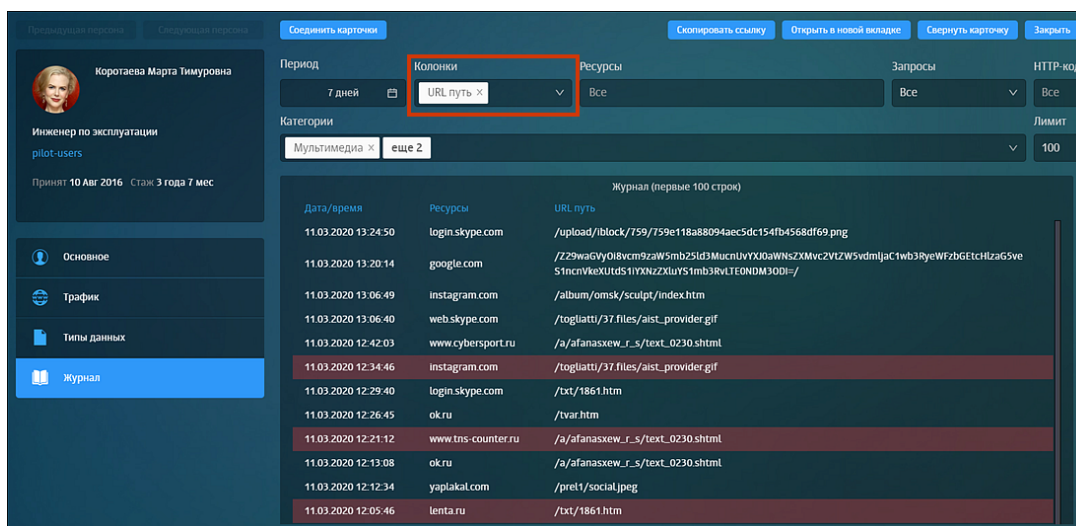 Предыдущая персона Следующая персона Соединить карточки Скопировать ссылку Открыть в новой вкладке Свернуть карточку Закрыть
Коротаева Марта Тимуровна
Инженер по эксплуатации
pilot-users
Принят 10 Авг 2016 Стаж 3 года 7 мес
Основное
Трафик
Типы данных
Журнал
Период Колонки Ресурсы Запросы HTTP-ко
7 дней URL путь × Все Все Все
Категории Лимит
Мультимедиа × еще 2 100
Журнал (первые 100 строк)
Дата/время Ресурсы URL путь
11.03.2020 13:24:50 login.skype.com /upload/iblock/759/759e118a88094aec5dc154fb4568df69.png
11.03.2020 13:20:14 google.com
11.03.2020 13:06:49 instagram.com /album/omsk/sculpt/index.htm
11.03.2020 13:06:40 web.skype.com /togliatti/37.files/aist_provider.gif
11.03.2020 12:42:03 www.cybersport.ru /a/afanasxew_r_s/text_0230.shtml
11.03.2020 12:34:46 instagram.com /togliatti/37.files/aist_provider.gif
11.03.2020 12:29:40 login.skype.com /txt/1861.htm
11.03.2020 12:26:45 ok.ru /tvar.htm
11.03.2020 12:21:12 www.tns-counter.ru /a/afanasxew_r_s/text_0230.shtml
11.03.2020 12:13:08 ok.ru /a/afanasxew_r_s/text_0230.shtml
11.03.2020 12:12:34 yaplakal.com /prel1/social.jpeg
11.03.2020 12:05:46 lenta.ru /txt/1861.htm